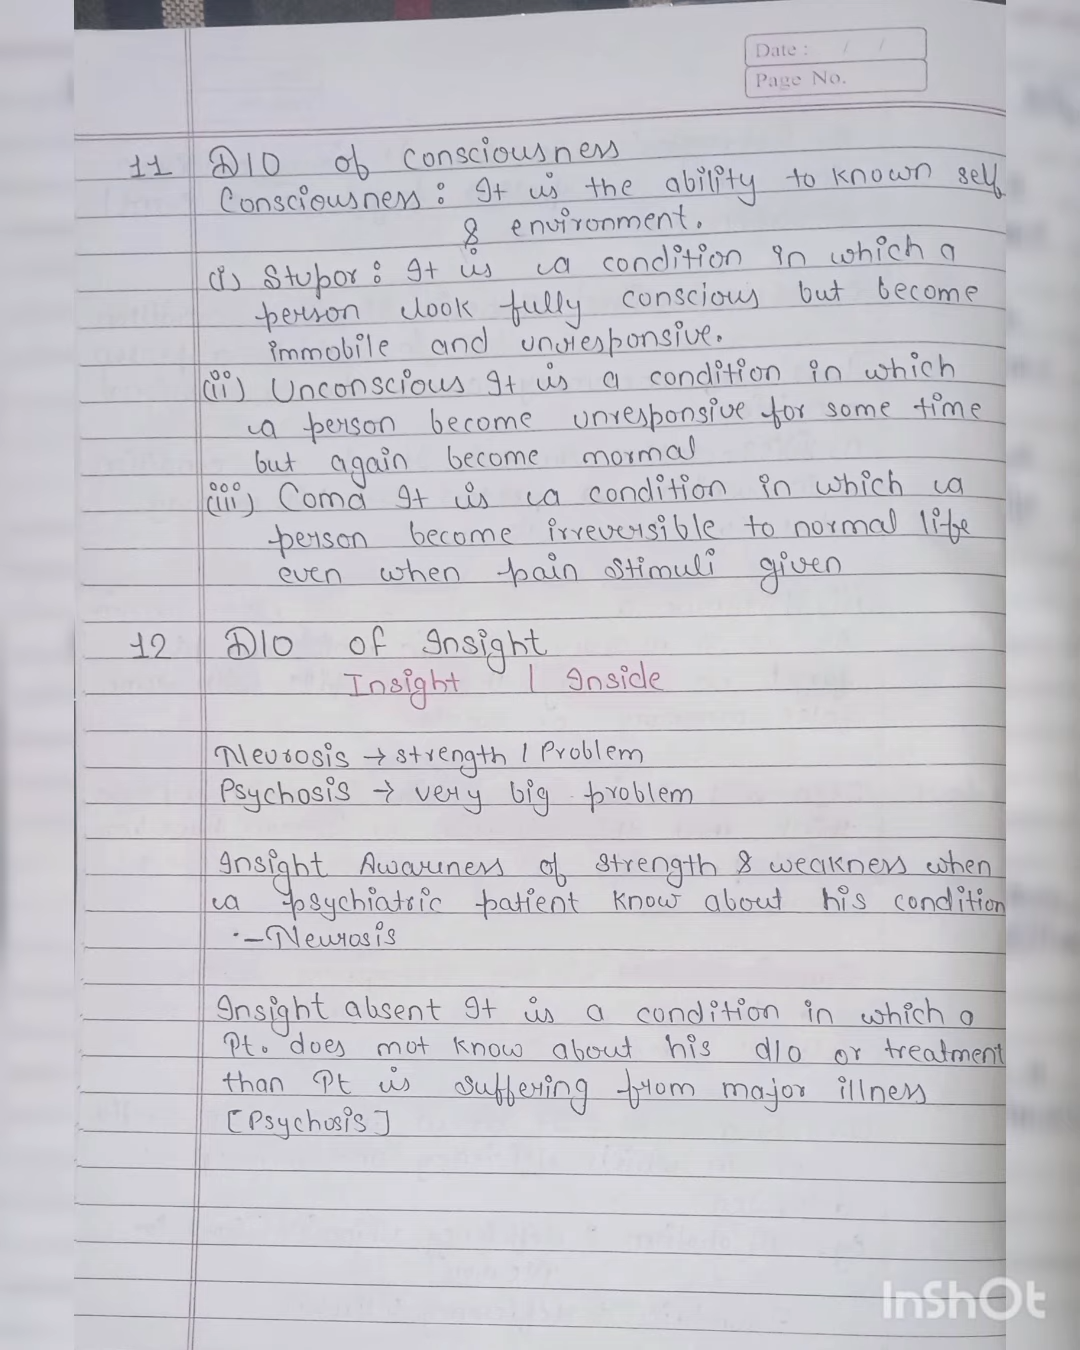 Date : / /
Page No.
11 D/O of consciousness
Consciousness : It is the ability to known self
& environment.
(i) Stupor : It is a condition in which a
person look fully conscious but become
immobile and unresponsive.
(ii) Unconscious It is a condition in which
a person become unresponsive for some time
but again become normal
(iii) Coma It is a condition in which a
person become irreversible to normal life
even when pain stimuli given
12 D/O of Insight
Insight | Inside
Neurosis → strength / Problem
Psychosis → very big problem
Insight Awarness of strength & weakness when
a psychiatric patient know about his condition
- Neurosis
Insight absent It is a condition in which a
Pt. does not know about his d/o or treatment
than Pt is suffering from major illness
[Psychosis]
InShOt